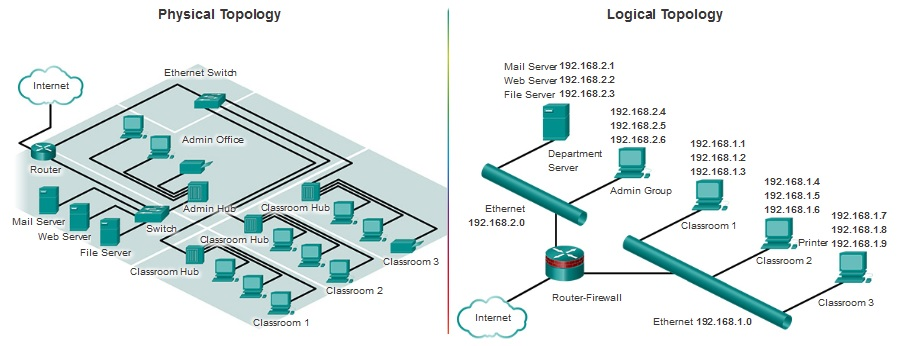 Physical Topology
Internet
Ethernet Switch
Admin Office
Router
Mail Server
Web Server
File Server
Switch
Admin Hub
Classroom Hub
Classroom Hub
Classroom Hub
Classroom 3
Classroom 2
Classroom 1
Logical Topology
Mail Server 192.168.2.1
Web Server 192.168.2.2
File Server 192.168.2.3
Department
Server
192.168.2.4
192.168.2.5
192.168.2.6
Admin Group
Ethernet
192.168.2.0
192.168.1.1
192.168.1.2
192.168.1.3
Classroom 1
192.168.1.4
192.168.1.5
192.168.1.6
Classroom 2
192.168.1.7
192.168.1.8
Printer 192.168.1.9
Classroom 3
Router-Firewall
Internet
Ethernet 192.168.1.0